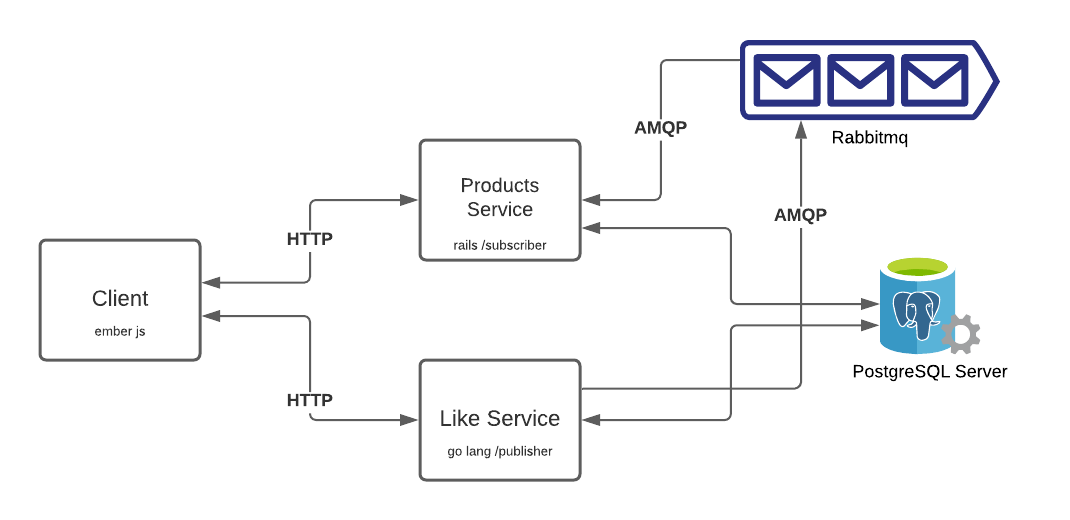 AMQP
Rabbitmq
Products
Service
rails /subscriber
AMQP
HTTP
Client
ember js
PostgreSQL Server
HTTP
Like Service
go lang /publisher